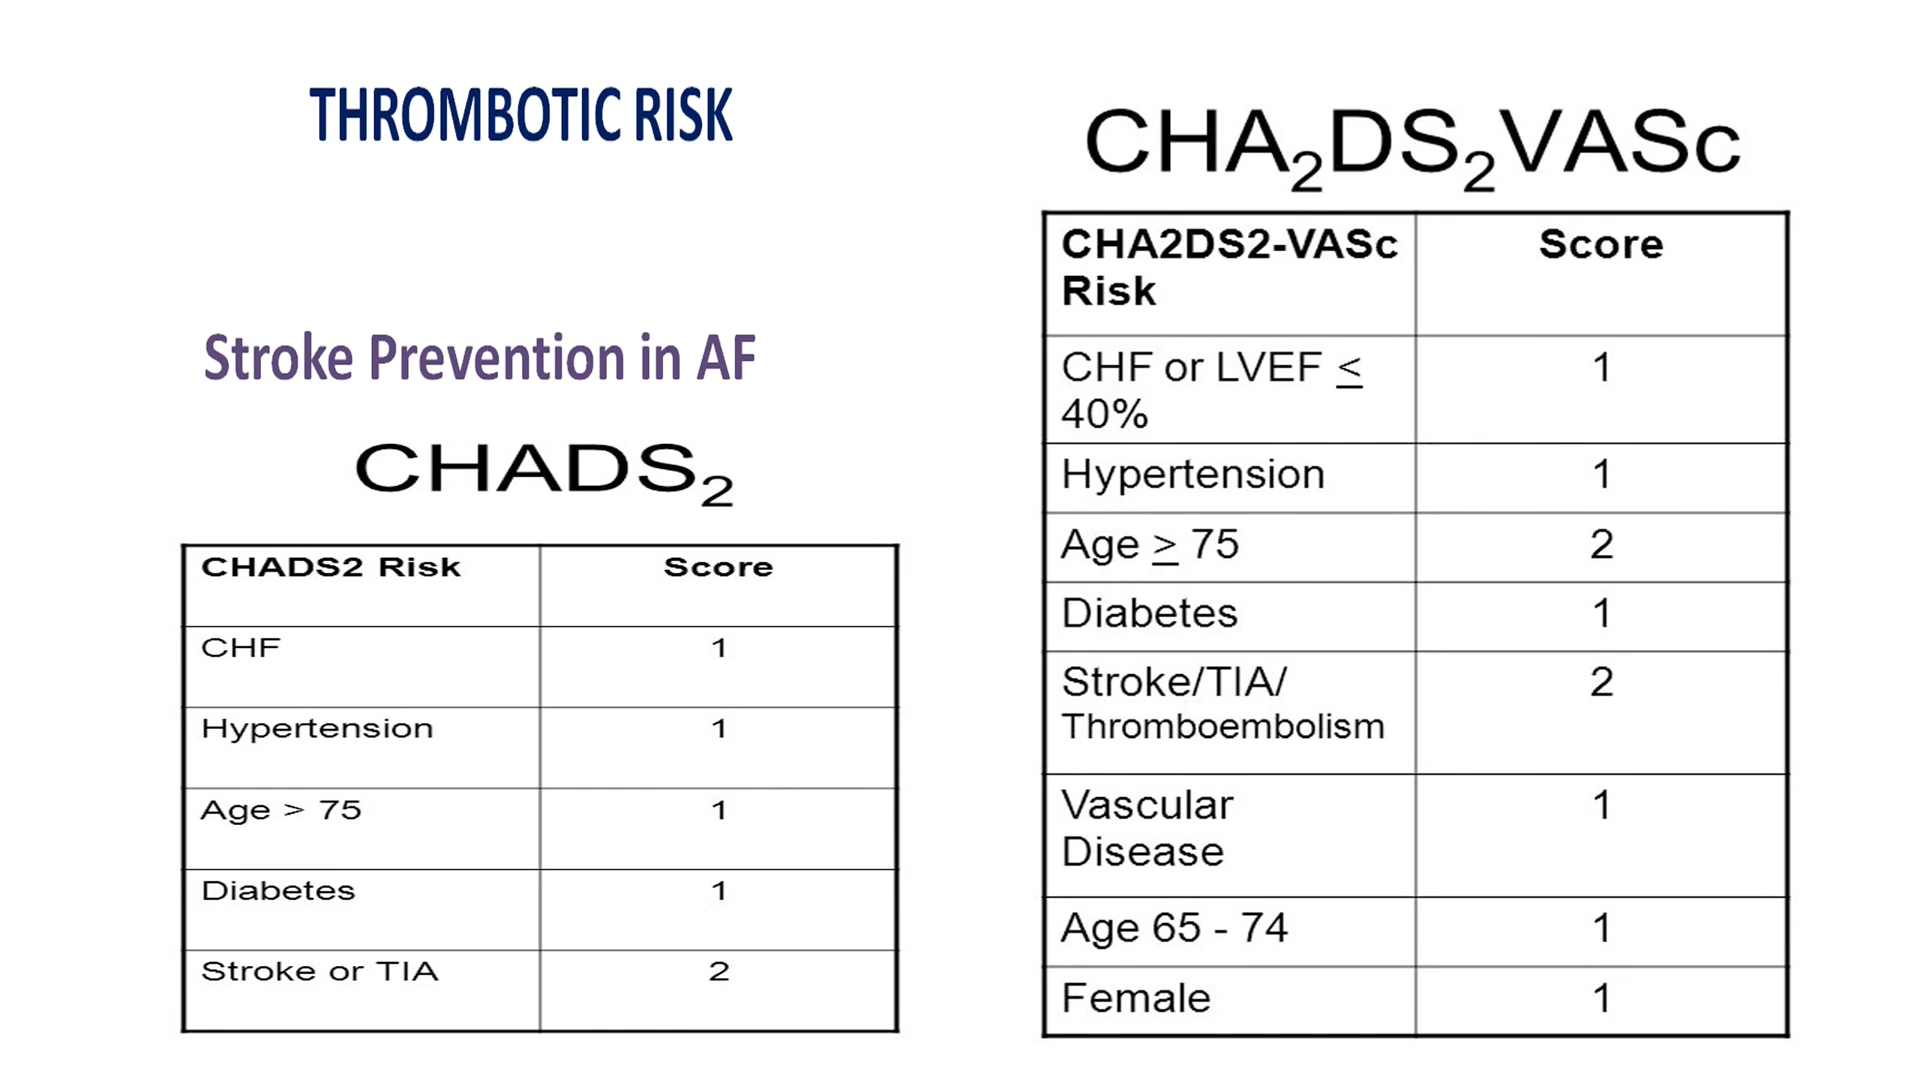 THROMBOTIC RISK
Stroke Prevention in AF
CHADS₂
CHADS2 Risk Score
CHF 1
Hypertension 1
Age > 75 1
Diabetes 1
Stroke or TIA 2
CHA₂DS₂VASc
CHA2DS2-VASc Score
Risk
CHF or LVEF ≤ 1
40%
Hypertension 1
Age ≥ 75 2
Diabetes 1
Stroke/TIA/ 2
Thromboembolism
Vascular 1
Disease
Age 65 - 74 1
Female 1